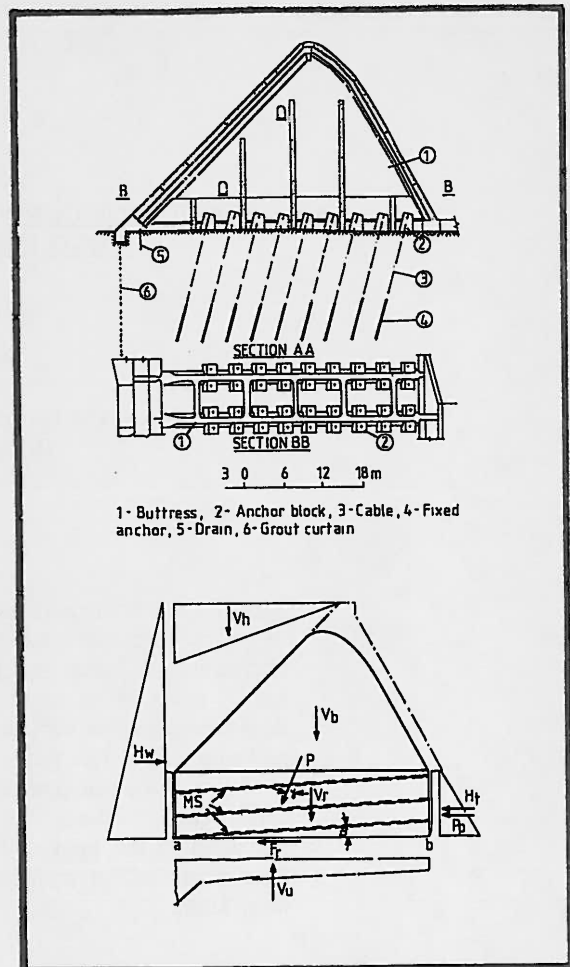 R
B
①
②
③
⑤
⑥
④
SECTION AA
①
SECTION BB
②
3 0 6 12 18m
1- Buttress, 2- Anchor block, 3-Cable, 4-Fixed
anchor, 5-Drain, 6-Grout curtain
Vh
Vb
Hw
P
MS
Vr
Ht
Pp
a
Fr
b
Vu